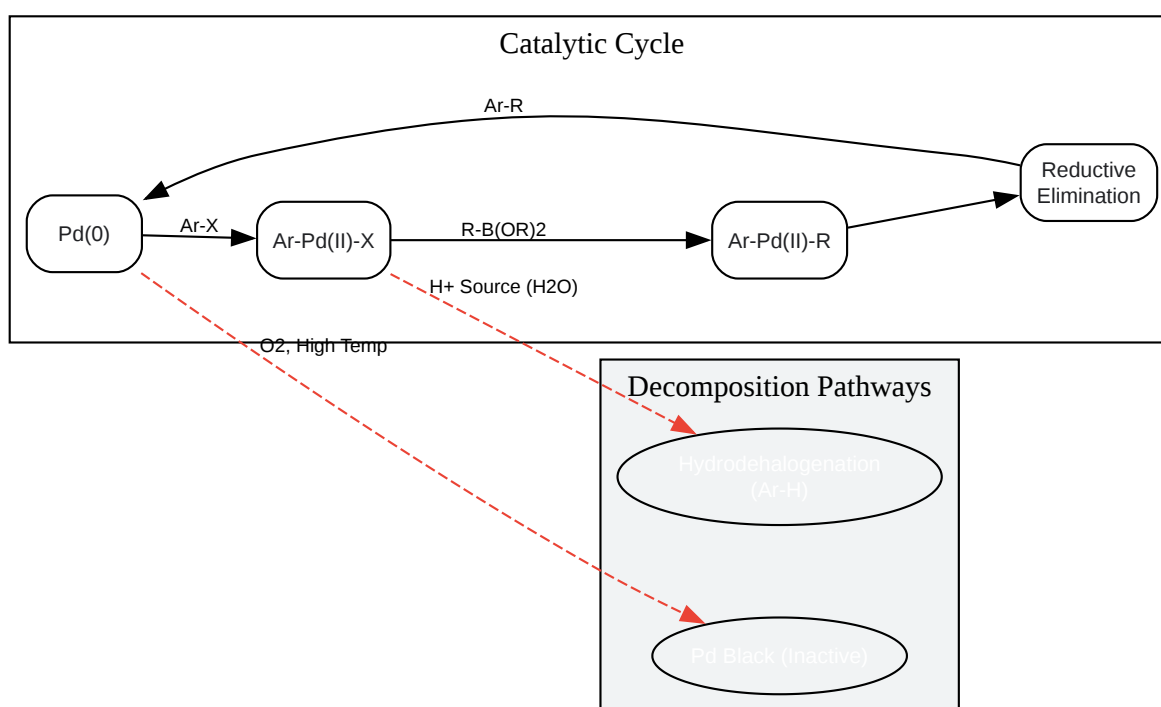 Catalytic Cycle
Ar-R
Reductive
Elimination
Pd(0)
Ar-X
Ar-Pd(II)-X
R-B(OR)2
Ar-Pd(II)-R
H+ Source (H2O)
O2, High Temp
Decomposition Pathways
Hydrodehalogenation
(Ar-H)
Pd Black (Inactive)